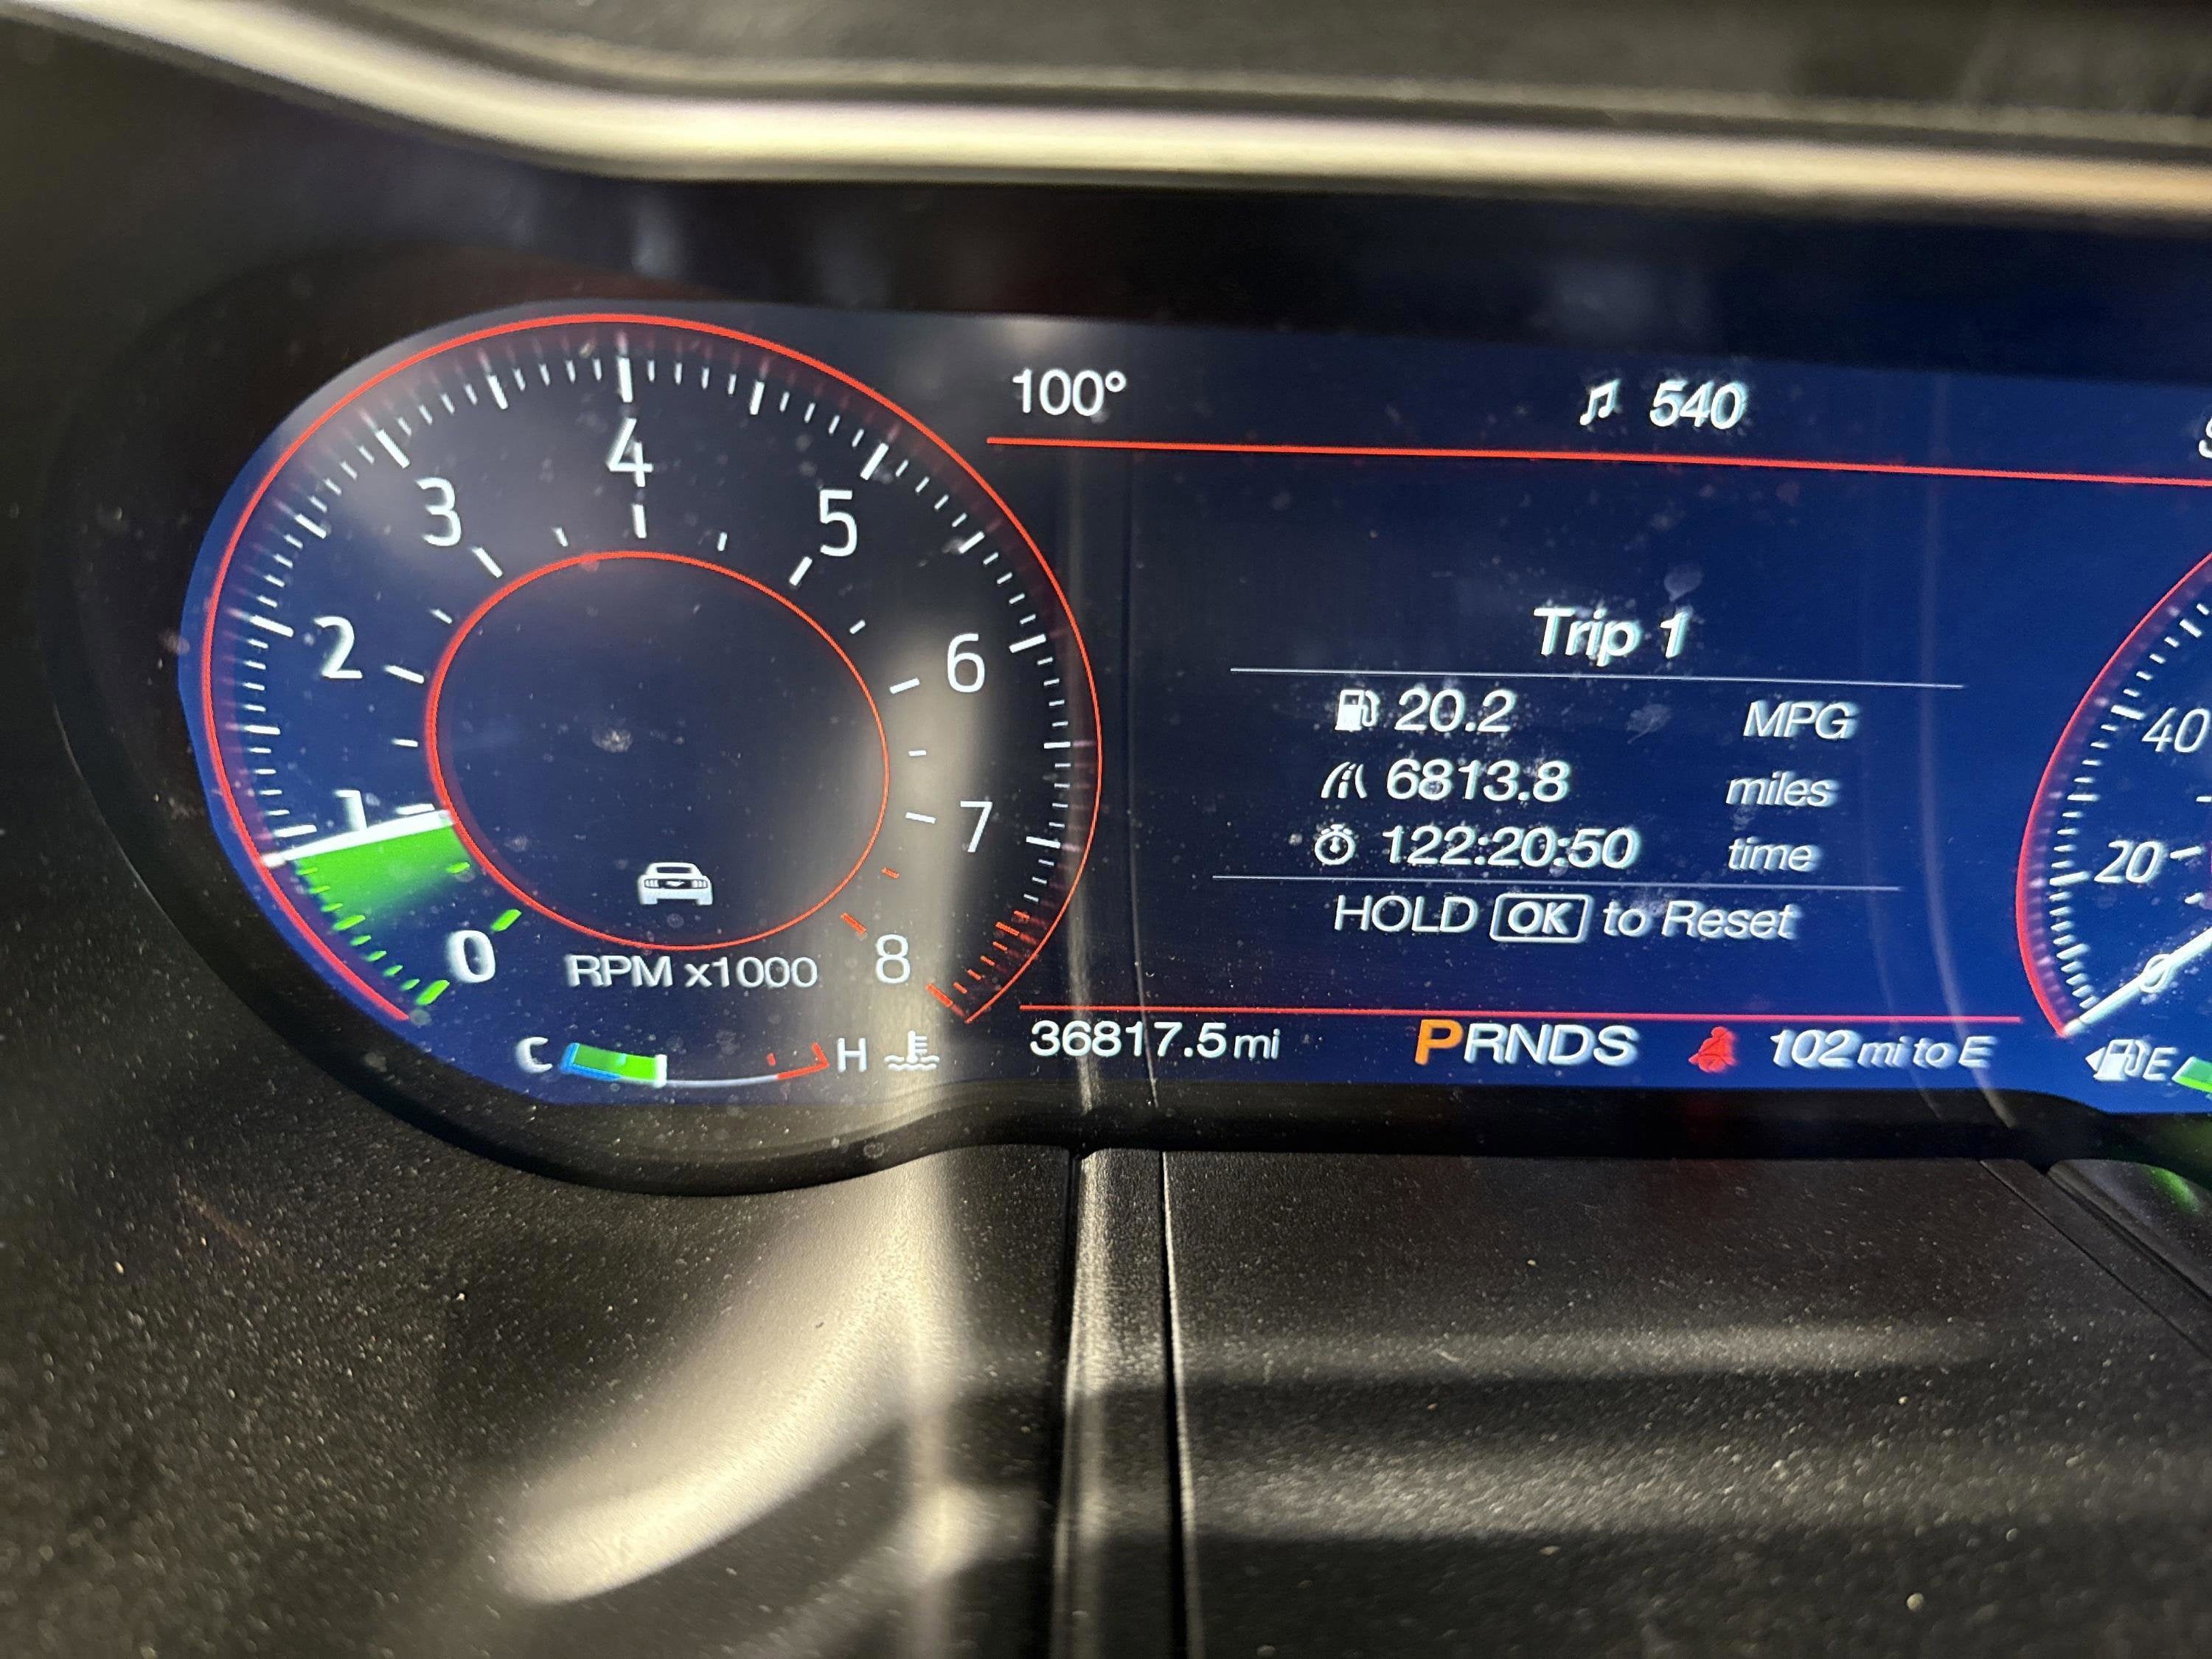 100° 540
4
3 5
2 6
1 7
0 8
RPM x1000
C H
Trip 1
20.2 MPG
6813.8 miles
122:20:50 time
HOLD OK to Reset
36817.5 mi PRNDS 102 mi to E
40
20
0
E